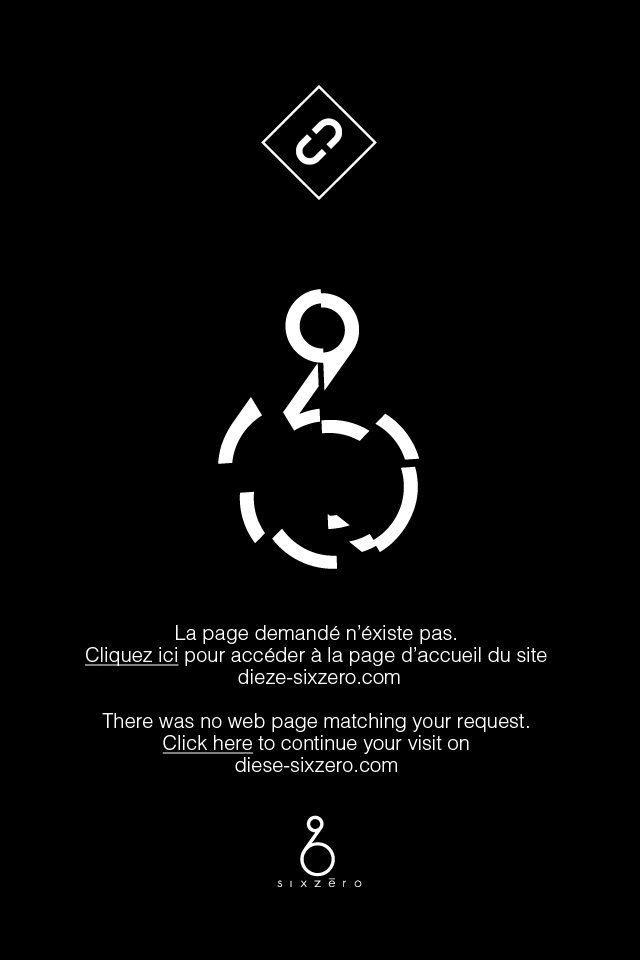 La page demandé n’éxiste pas.
Cliquez ici pour accéder à la page d’accueil du site
dieze-sixzero.com
There was no web page matching your request.
Click here to continue your visit on
diese-sixzero.com
sixzēro